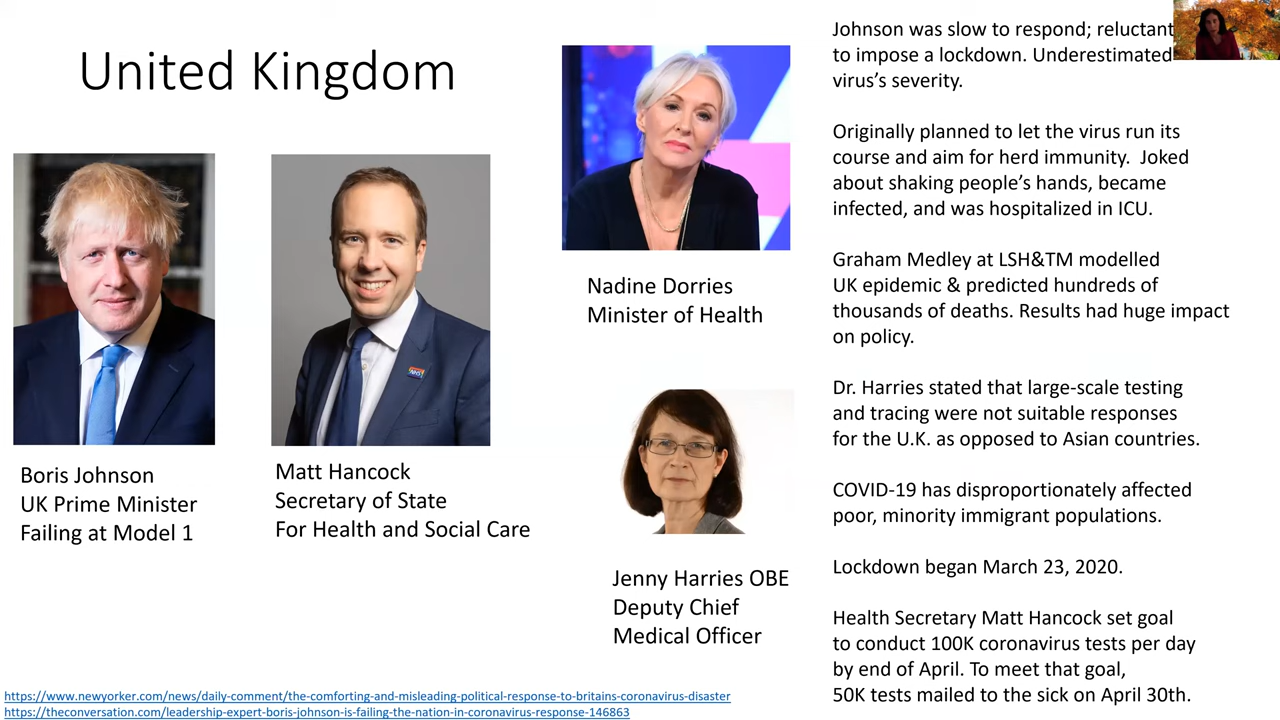 United Kingdom
Boris Johnson
UK Prime Minister
Failing at Model 1
Matt Hancock
Secretary of State
For Health and Social Care
Nadine Dorries
Minister of Health
Jenny Harries OBE
Deputy Chief
Medical Officer
Johnson was slow to respond; reluctant
to impose a lockdown. Underestimated
virus’s severity.
Originally planned to let the virus run its
course and aim for herd immunity. Joked
about shaking people’s hands, became
infected, and was hospitalized in ICU.
Graham Medley at LSH&TM modelled
UK epidemic & predicted hundreds of
thousands of deaths. Results had huge impact
on policy.
Dr. Harries stated that large-scale testing
and tracing were not suitable responses
for the U.K. as opposed to Asian countries.
COVID-19 has disproportionately affected
poor, minority immigrant populations.
Lockdown began March 23, 2020.
Health Secretary Matt Hancock set goal
to conduct 100K coronavirus tests per day
by end of April. To meet that goal,
50K tests mailed to the sick on April 30th.
https://www.newyorker.com/news/daily-comment/the-comforting-and-misleading-political-response-to-britains-coronavirus-disaster
https://theconversation.com/leadership-expert-boris-johnson-is-failing-the-nation-in-coronavirus-response-146863